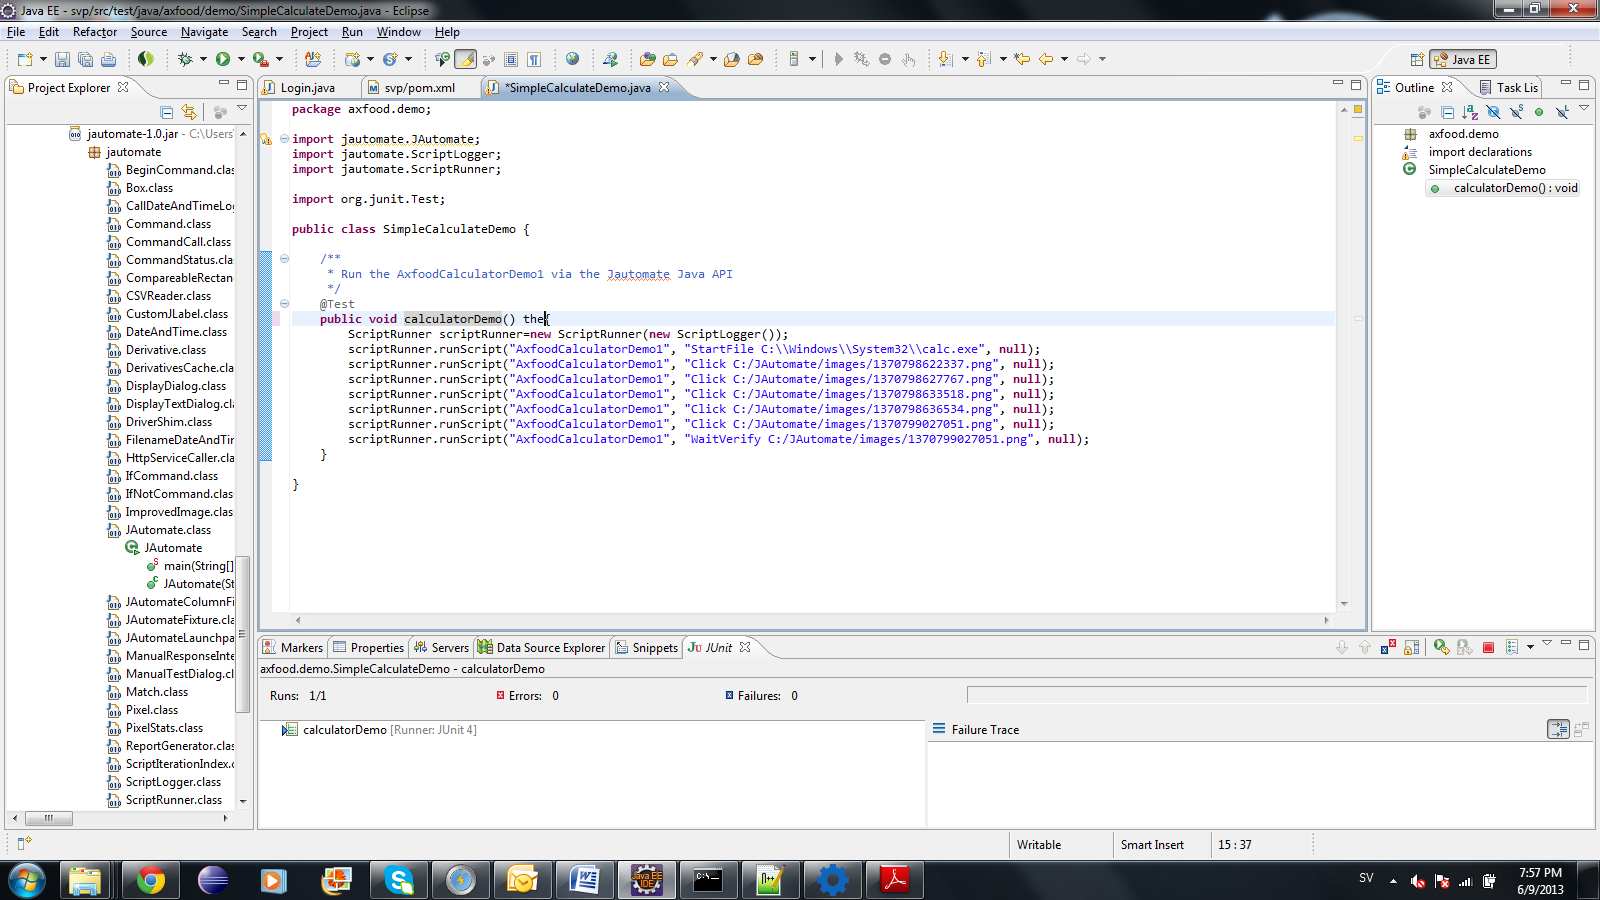 Java EE - svp/src/test/java/axfood/demo/SimpleCalculateDemo.java - Eclipse
File Edit Refactor Source Navigate Search Project Run Window Help
Java EE
Project Explorer
jautomate-1.0.jar - C:\Users\
jautomate
BeginCommand.clas
Box.class
CallDateAndTimeLo
Command.class
CommandCall.class
CommandStatus.cla
CompareableRectan
CSVReader.class
CustomJLabel.class
DateAndTime.class
Derivative.class
DerivativesCache.cla
DisplayDialog.class
DisplayTextDialog.cl
DriverShim.class
FilenameDateAndTir
HttpServiceCaller.cla
IfCommand.class
IfNotCommand.clas
ImprovedImage.class
JAutomate.class
JAutomate
main(String[]
JAutomate(St
JAutomateColumnFi
JAutomateFixture.cla
JAutomateLaunchpa
ManualResponseInte
ManualTestDialog.cl
Match.class
Pixel.class
PixelStats.class
ReportGenerator.clas
ScriptIterationIndex.c
ScriptLogger.class
ScriptRunner.class
Login.java svp/pom.xml *SimpleCalculateDemo.java
package axfood.demo;
import jautomate.JAutomate;
import jautomate.ScriptLogger;
import jautomate.ScriptRunner;
import org.junit.Test;
public class SimpleCalculateDemo {
/**
* Run the AxfoodCalculatorDemo1 via the Jautomate Java API
*/
@Test
public void calculatorDemo() the{
ScriptRunner scriptRunner=new ScriptRunner(new ScriptLogger());
scriptRunner.runScript("AxfoodCalculatorDemo1", "StartFile C:\\Windows\\System32\\calc.exe", null);
scriptRunner.runScript("AxfoodCalculatorDemo1", "Click C:/JAutomate/images/1370798622337.png", null);
scriptRunner.runScript("AxfoodCalculatorDemo1", "Click C:/JAutomate/images/1370798627767.png", null);
scriptRunner.runScript("AxfoodCalculatorDemo1", "Click C:/JAutomate/images/1370798633518.png", null);
scriptRunner.runScript("AxfoodCalculatorDemo1", "Click C:/JAutomate/images/1370798636534.png", null);
scriptRunner.runScript("AxfoodCalculatorDemo1", "Click C:/JAutomate/images/1370799027051.png", null);
scriptRunner.runScript("AxfoodCalculatorDemo1", "WaitVerify C:/JAutomate/images/1370799027051.png", null);
}
}
Outline Task Lis
axfood.demo
import declarations
SimpleCalculateDemo
calculatorDemo() : void
Markers Properties Servers Data Source Explorer Snippets JUnit
axfood.demo.SimpleCalculateDemo - calculatorDemo
Runs: 1/1 Errors: 0 Failures: 0
calculatorDemo [Runner: JUnit 4]
Failure Trace
Writable Smart Insert 15 : 37
Java EE
IDE
SV
7:57 PM
6/9/2013